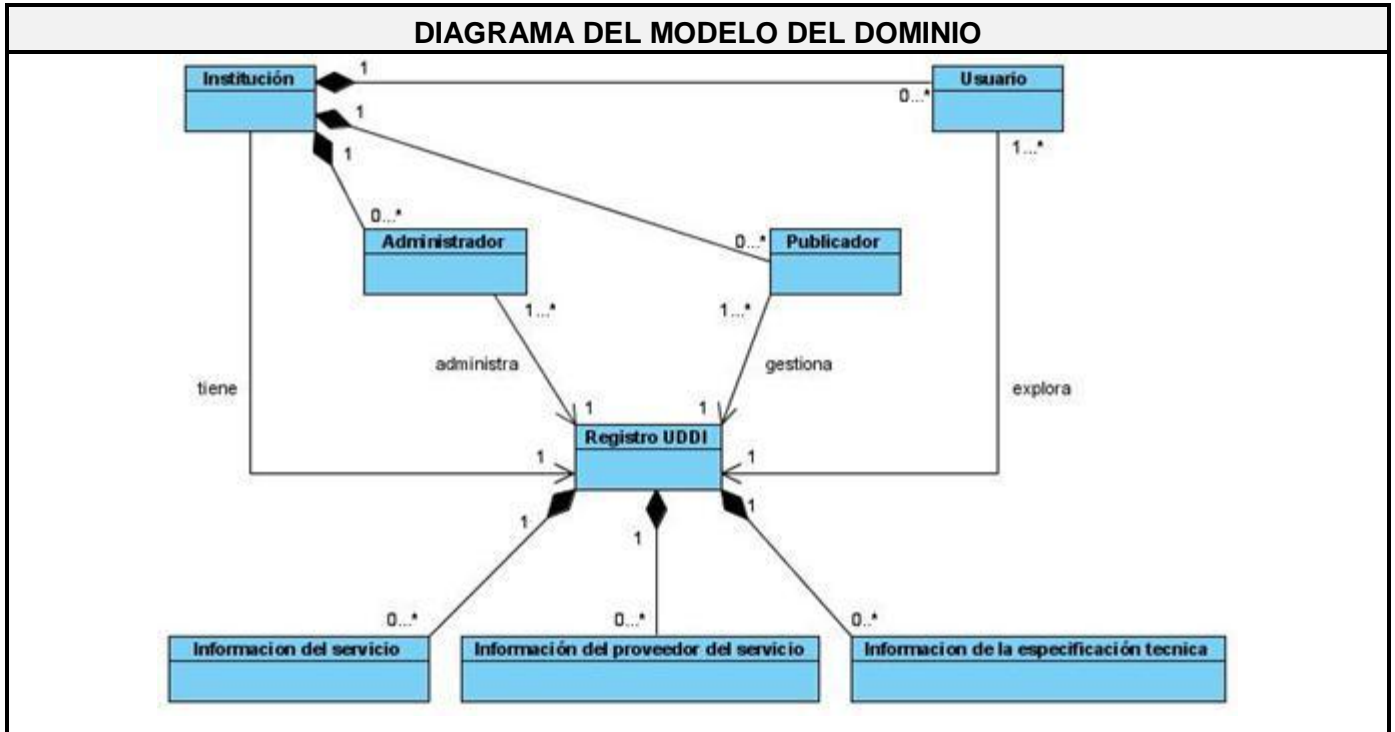 DIAGRAMA DEL MODELO DEL DOMINIO
Institución
1
Usuario
0...*
1
1
1...*
0...*
Administrador
0...*
Publicador
1...*
1...*
administra
gestiona
tiene
explora
1
1
Registro UDDI
1
1
1
1
1
0...*
0...*
0..*
Informacion del servicio
Información del proveedor del servicio
Informacion de la especificación tecnica